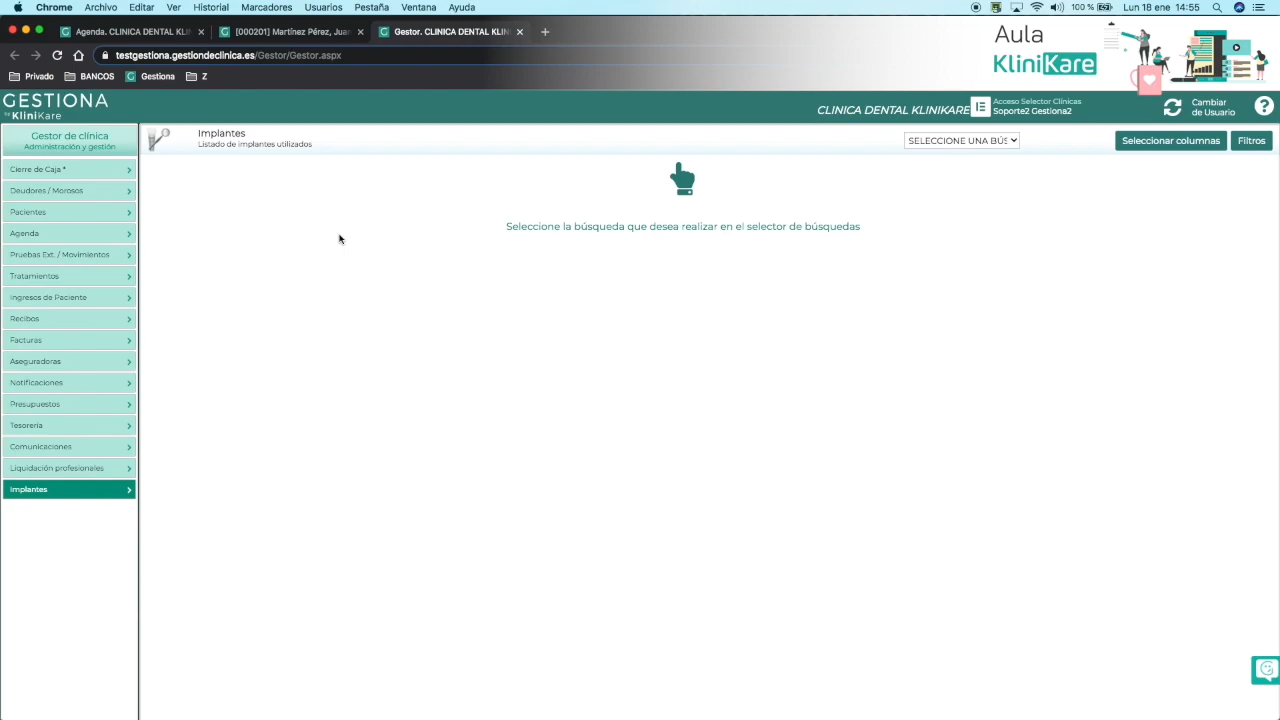 Chrome Archivo Editar Ver Historial Marcadores Usuarios Pestaña Ventana Ayuda
100 % Lun 18 ene 14:55
Agenda. CLINICA DENTAL KLIN
[000201] Martínez Pérez, Juan
Gestor. CLINICA DENTAL KLIN
testgestiona.gestiondeclinica.es/Gestor/Gestor.aspx
Privado BANCOS Gestiona Z
Aula
KliniKare
GESTIONA
by KliniKare
CLINICA DENTAL KLINIKARE
Acceso Selector Clínicas
Soporte2 Gestiona2
Cambiar
de Usuario
Gestor de clínica
Administración y gestión
Implantes
Listado de implantes utilizados
SELECCIONE UNA BÚS
Seleccionar columnas
Filtros
Cierre de Caja *
Deudores / Morosos
Pacientes
Agenda
Pruebas Ext. / Movimientos
Tratamientos
Ingresos de Paciente
Recibos
Facturas
Aseguradoras
Notificaciones
Presupuestos
Tesorería
Comunicaciones
Liquidación profesionales
Implantes
Seleccione la búsqueda que desea realizar en el selector de búsquedas